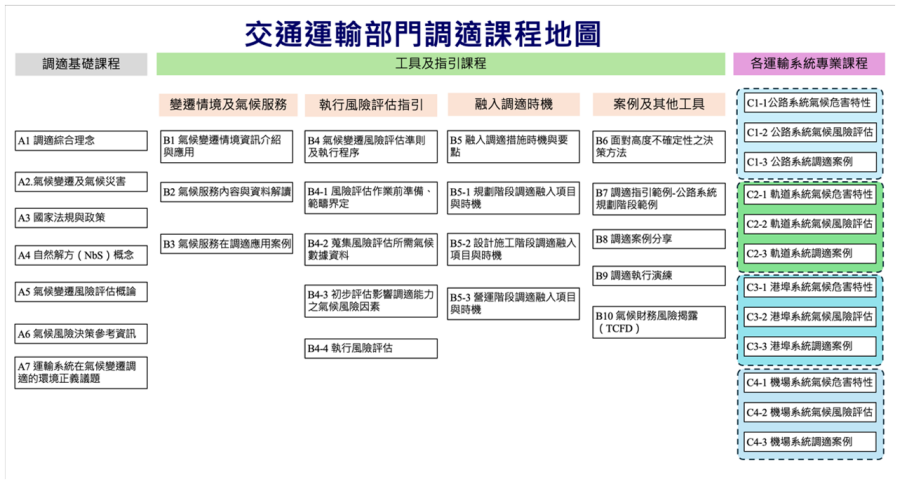 交通運輸部門調適課程地圖
調適基礎課程
工具及指引課程
各運輸系統專業課程
變遷情境及氣候服務
執行風險評估指引
融入調適時機
案例及其他工具
A1 調適綜合理念
A2.氣候變遷及氣候災害
A3 國家法規與政策
A4 自然解方（NbS）概念
A5 氣候變遷風險評估概論
A6 氣候風險決策參考資訊
A7 運輸系統在氣候變遷調
適的環境正義議題
B1 氣候變遷情境資訊介紹
與應用
B2 氣候服務內容與資料解讀
B3 氣候服務在調適應用案例
B4 氣候變遷風險評估準則
及執行程序
B4-1 風險評估作業前準備、
範疇界定
B4-2 蒐集風險評估所需氣候
數據資料
B4-3 初步評估影響調適能力
之氣候風險因素
B4-4 執行風險評估
B5 融入調適措施時機與要
點
B5-1 規劃階段調適融入項目
與時機
B5-2 設計施工階段調適融入
項目與時機
B5-3 營運階段調適融入項目
與時機
B6 面對高度不確定性之決
策方法
B7 調適指引範例-公路系統
規劃階段範例
B8 調適案例分享
B9 調適執行演練
B10 氣候財務風險揭露
（TCFD）
C1-1公路系統氣候危害特性
C1-2 公路系統氣候風險評估
C1-3 公路系統調適案例
C2-1 軌道系統氣候危害特性
C2-2 軌道系統氣候風險評估
C2-3 軌道系統調適案例
C3-1 港埠系統氣候危害特性
C3-2 港埠系統氣候風險評估
C3-3 港埠系統調適案例
C4-1 機場系統氣候危害特性
C4-2 機場系統氣候風險評估
C4-3 機場系統調適案例